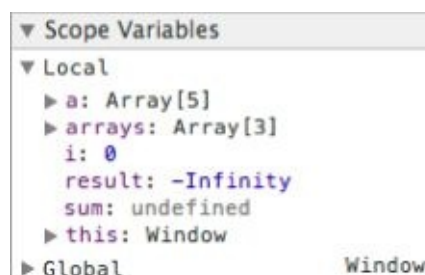 Scope Variables
Local
a: Array[5]
arrays: Array[3]
i: 0
result: -Infinity
sum: undefined
this: Window
Global Window